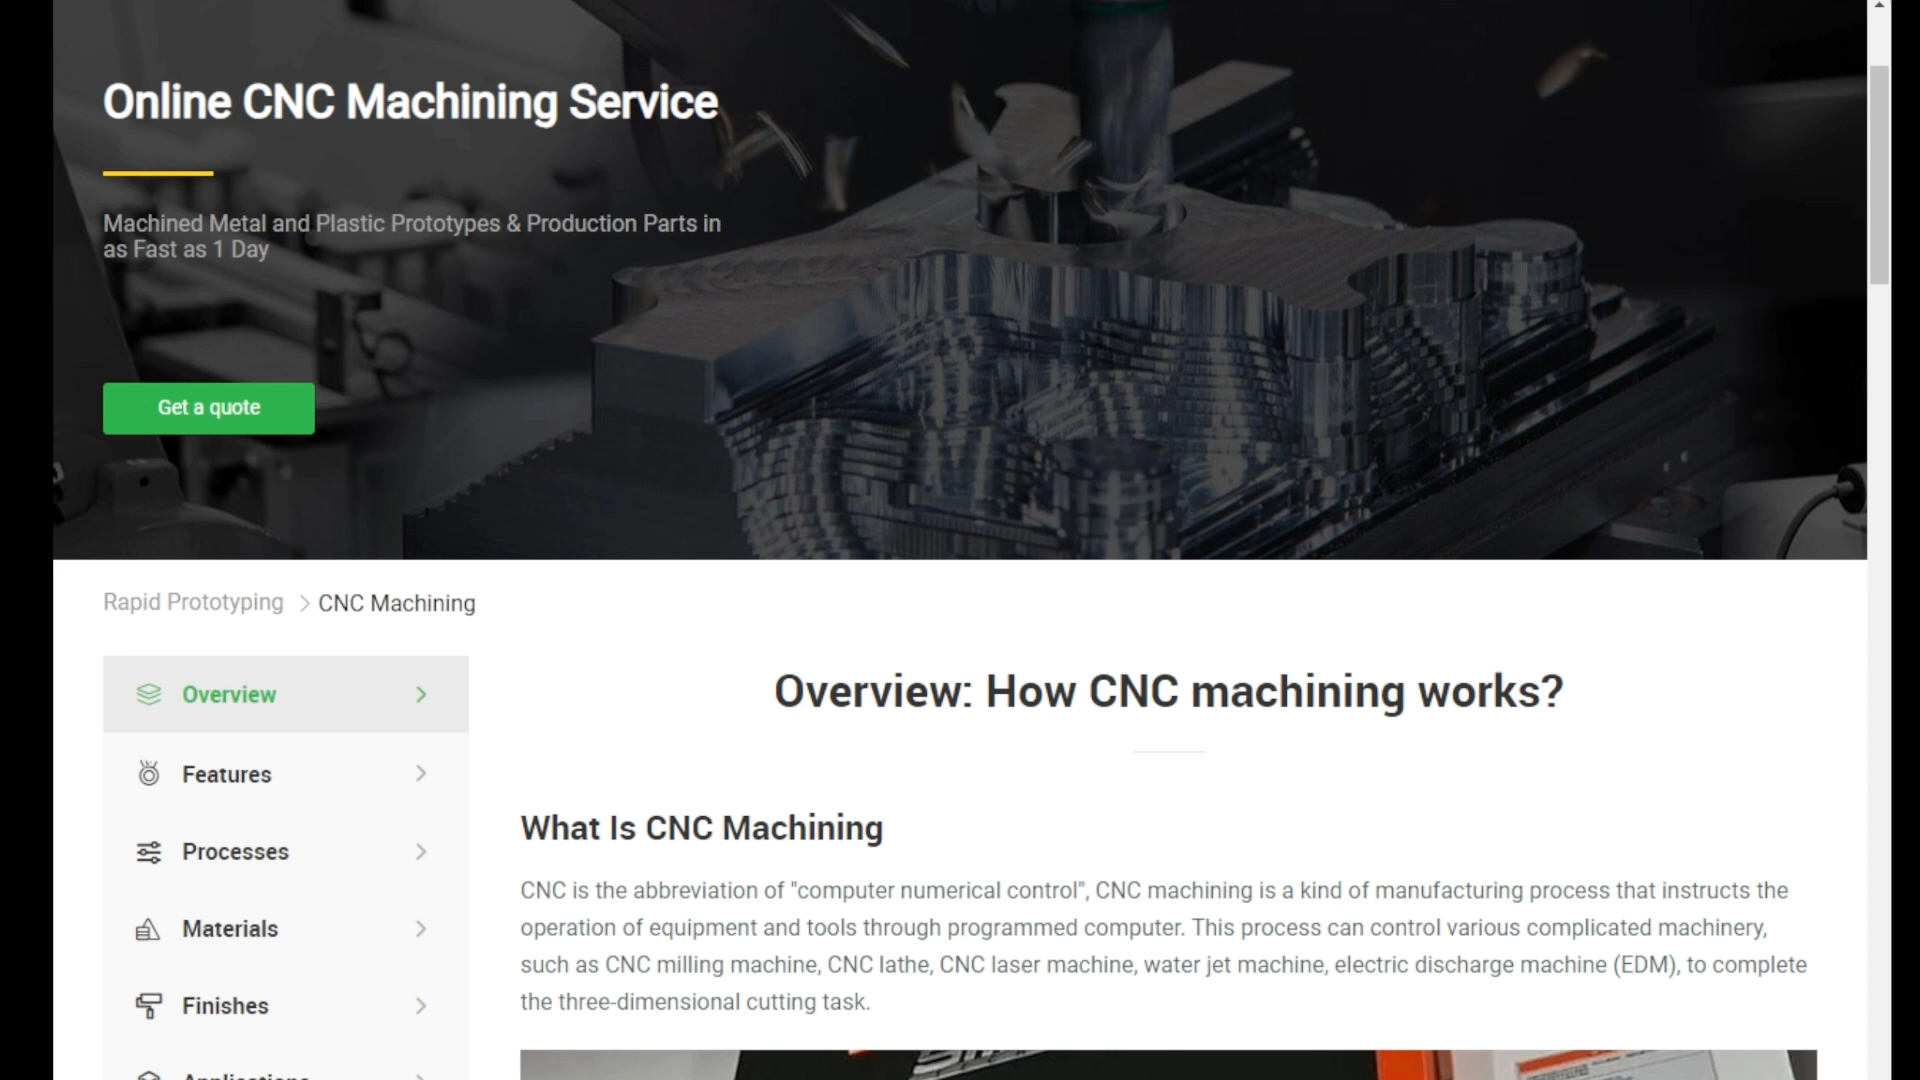 Online CNC Machining Service
Machined Metal and Plastic Prototypes & Production Parts in
as Fast as 1 Day
Get a quote
Rapid Prototyping > CNC Machining
Overview
Features
Processes
Materials
Finishes
Applications
Overview: How CNC machining works?
What Is CNC Machining
CNC is the abbreviation of "computer numerical control", CNC machining is a kind of manufacturing process that instructs the
operation of equipment and tools through programmed computer. This process can control various complicated machinery,
such as CNC milling machine, CNC lathe, CNC laser machine, water jet machine, electric discharge machine (EDM), to complete
the three-dimensional cutting task.